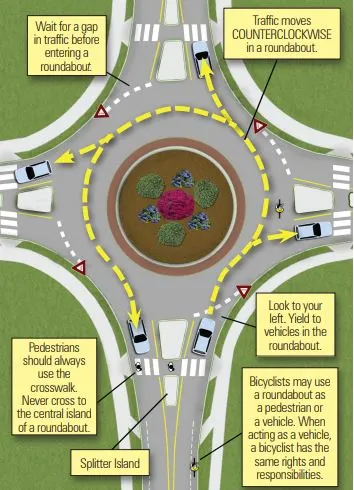 Wait for a gap
in traffic before
entering a
roundabout.
Traffic moves
COUNTERCLOCKWISE
in a roundabout.
Look to your
left. Yield to
vehicles in the
roundabout.
Pedestrians
should always
use the
crosswalk.
Never cross to
the central island
of a roundabout.
Splitter Island
Bicyclists may use
a roundabout as
a pedestrian or
a vehicle. When
acting as a vehicle,
a bicyclist has the
same rights and
responsibilities.